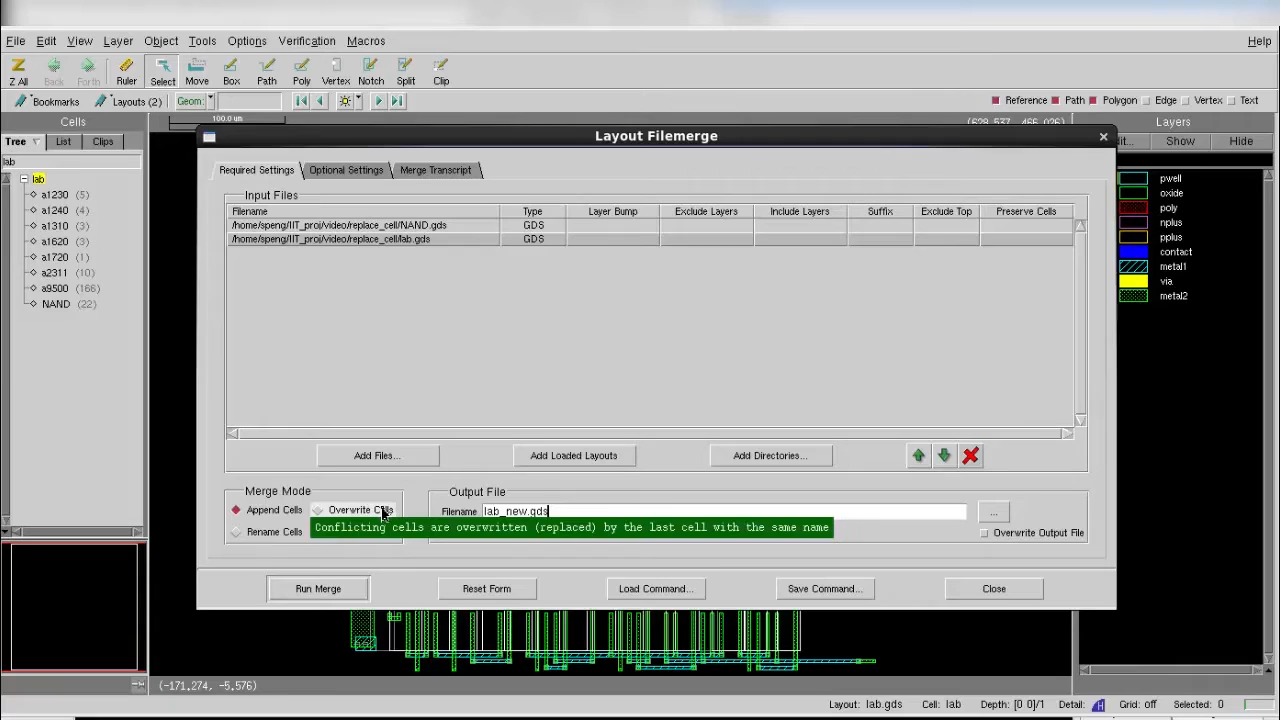 File Edit View Layer Object Tools Options Verification Macros Help
Z All Back Forth Ruler Select Move Box Path Poly Vertex Notch Split Clip
Bookmarks Layouts (2) Geom: Reference Path Polygon Edge Vertex Text
Cells 100.0 um Layers
Layout Filemerge
Tree List Clips Show Hide
lab
lab
a1230 (5)
a1240 (4)
a1310 (3)
a1620 (3)
a1720 (1)
a2311 (10)
a9500 (166)
NAND (22)
Required Settings Optional Settings Merge Transcript
Input Files
Filename Type Layer Bump Exclude Layers Include Layers Suffix Exclude Top Preserve Cells
/home/speng/IIT_proj/video/replace_cell/NAND.gds GDS
/home/speng/IIT_proj/video/replace_cell/lab.gds GDS
Add Files... Add Loaded Layouts Add Directories...
Merge Mode Output File
Append Cells Overwrite Cells Filename lab_new.gds ...
Conflicting cells are overwritten (replaced) by the last cell with the same name
Rename Cells Overwrite Output File
Run Merge Reset Form Load Command... Save Command... Close
pwell
oxide
poly
nplus
pplus
contact
metal1
via
metal2
(-171.274, -5.576)
Layout: lab.gds Cell: lab Depth: [0 0]/1 Detail: Grid: off Selected: 0